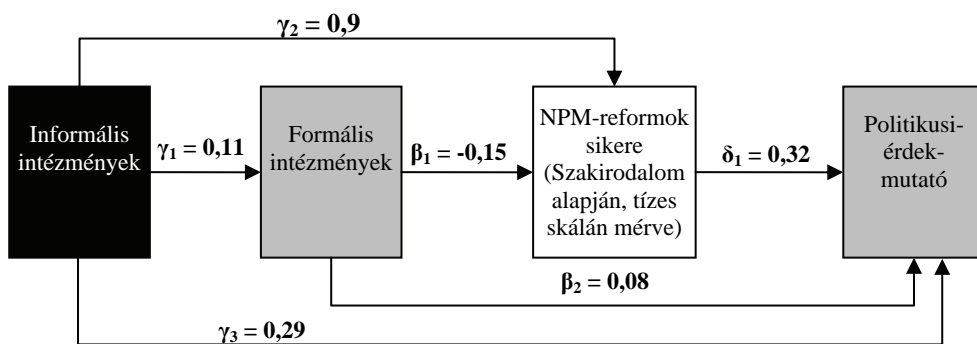 γ₂ = 0,9
Informális
intézmények
γ₁ = 0,11
Formális
intézmények
β₁ = -0,15
NPM-reformok
sikere
(Szakirodalom
alapján, tízes
skálán mérve)
δ₁ = 0,32
Politikusi-
érdek-
mutató
β₂ = 0,08
γ₃ = 0,29